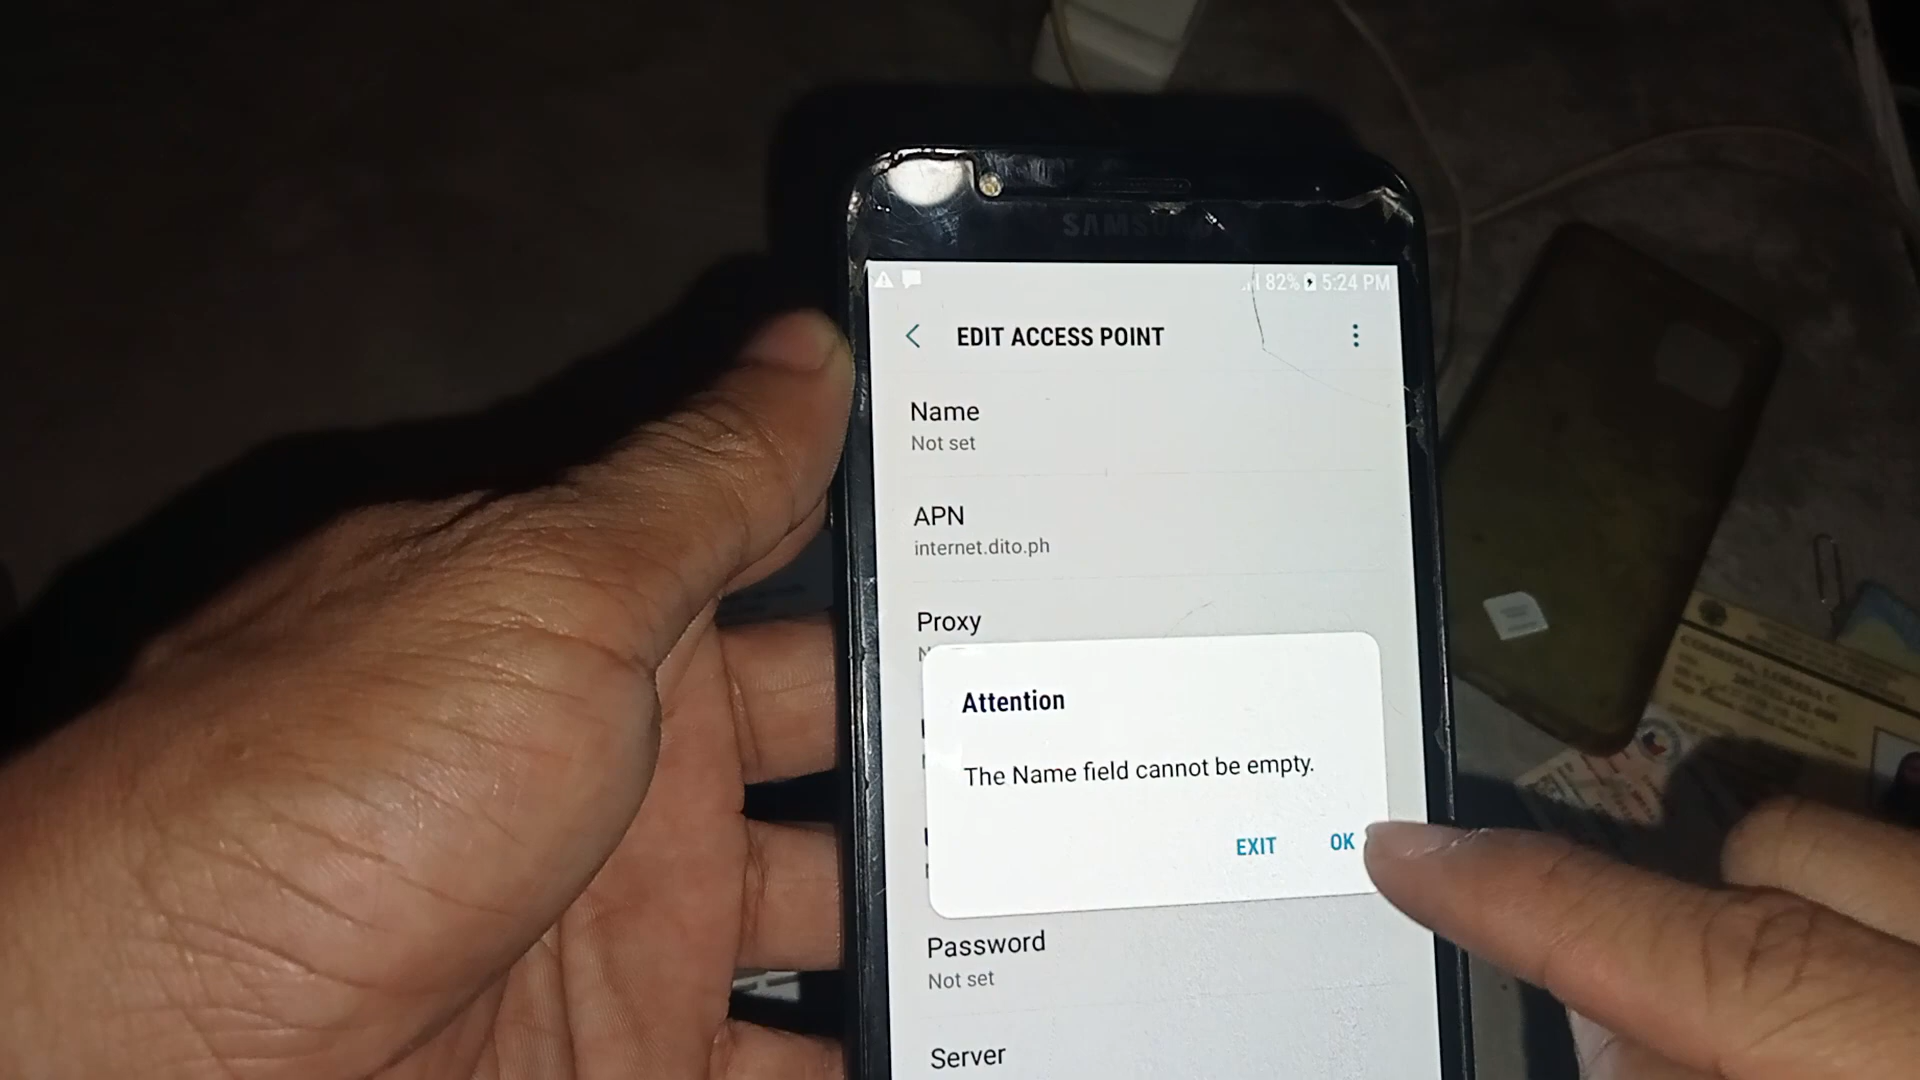 SAMSUNG
82% 5:24 PM
EDIT ACCESS POINT
Name
Not set
APN
internet.dito.ph
Proxy
Attention
The Name field cannot be empty.
EXIT OK
Password
Not set
Server